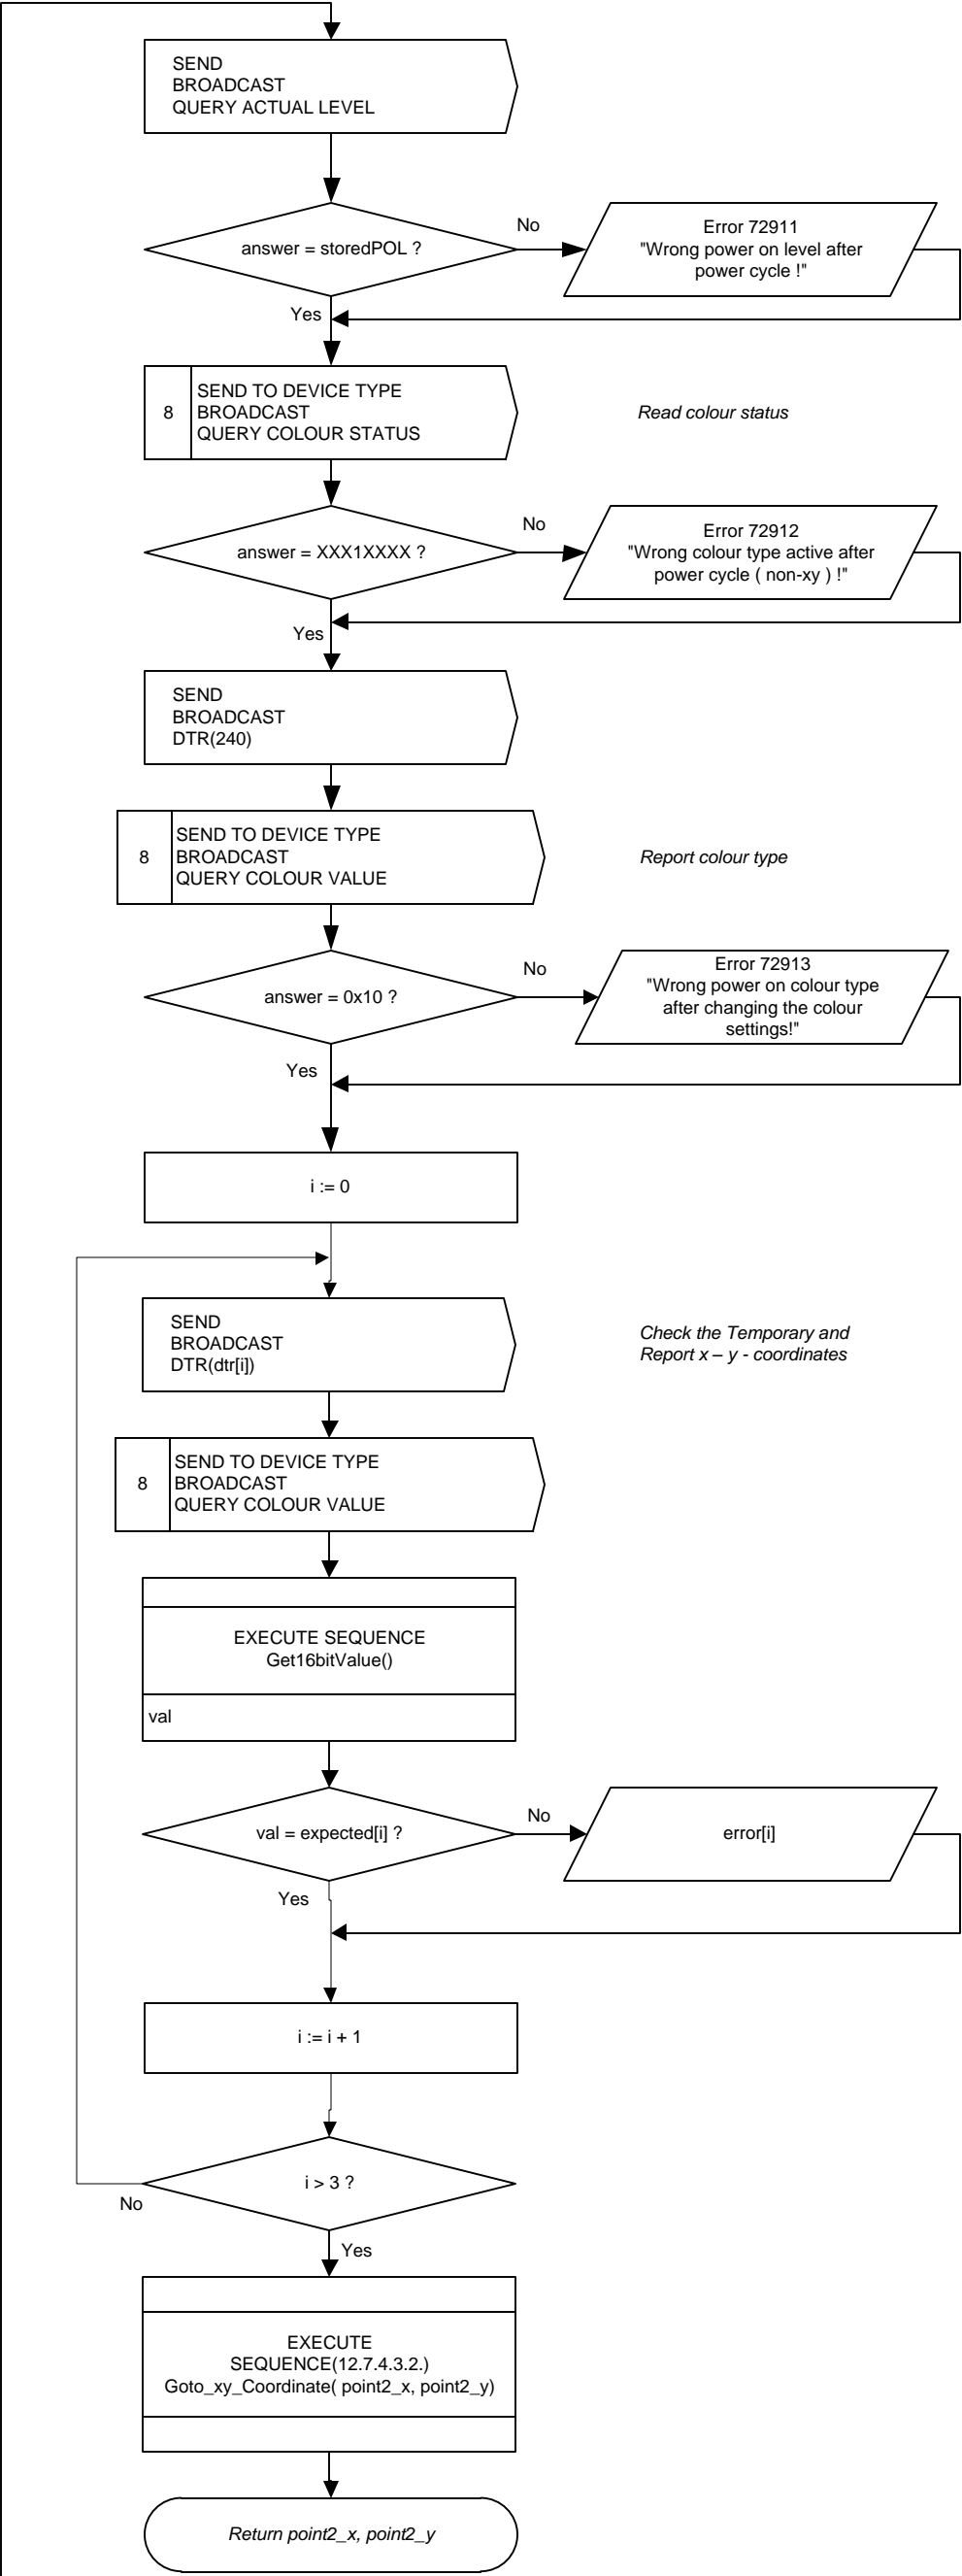 SEND
BROADCAST
QUERY ACTUAL LEVEL
answer = storedPOL ?
No
Error 72911
"Wrong power on level after
power cycle !"
Yes
8
SEND TO DEVICE TYPE
BROADCAST
QUERY COLOUR STATUS
Read colour status
answer = XXX1XXXX ?
No
Error 72912
"Wrong colour type active after
power cycle ( non-xy ) !"
Yes
SEND
BROADCAST
DTR(240)
8
SEND TO DEVICE TYPE
BROADCAST
QUERY COLOUR VALUE
Report colour type
answer = 0x10 ?
No
Error 72913
"Wrong power on colour type
after changing the colour
settings!"
Yes
i := 0
SEND
BROADCAST
DTR(dtr[i])
Check the Temporary and
Report x – y - coordinates
8
SEND TO DEVICE TYPE
BROADCAST
QUERY COLOUR VALUE
EXECUTE SEQUENCE
Get16bitValue()
val
val = expected[i] ?
No
error[i]
Yes
i := i + 1
i > 3 ?
No
Yes
EXECUTE
SEQUENCE(12.7.4.3.2.)
Goto_xy_Coordinate( point2_x, point2_y)
Return point2_x, point2_y